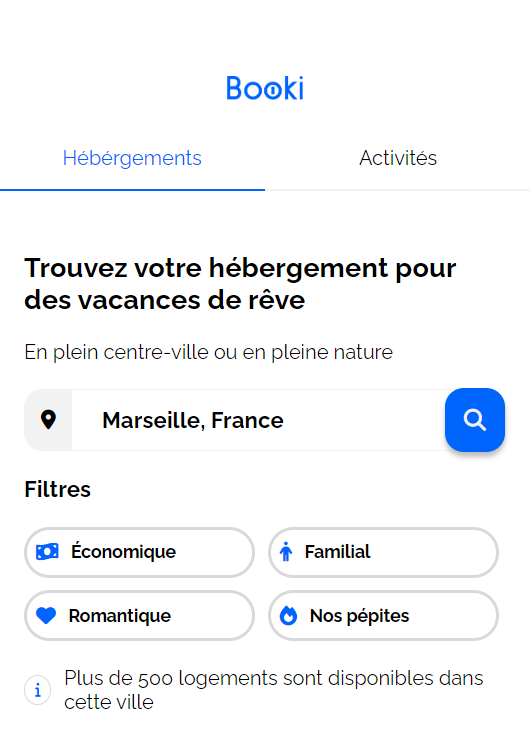 Booki
Hébérgements
Activités
Trouvez votre hébergement pour
des vacances de rêve
En plein centre-ville ou en pleine nature
Marseille, France
Filtres
Économique
Familial
Romantique
Nos pépites
Plus de 500 logements sont disponibles dans
cette ville